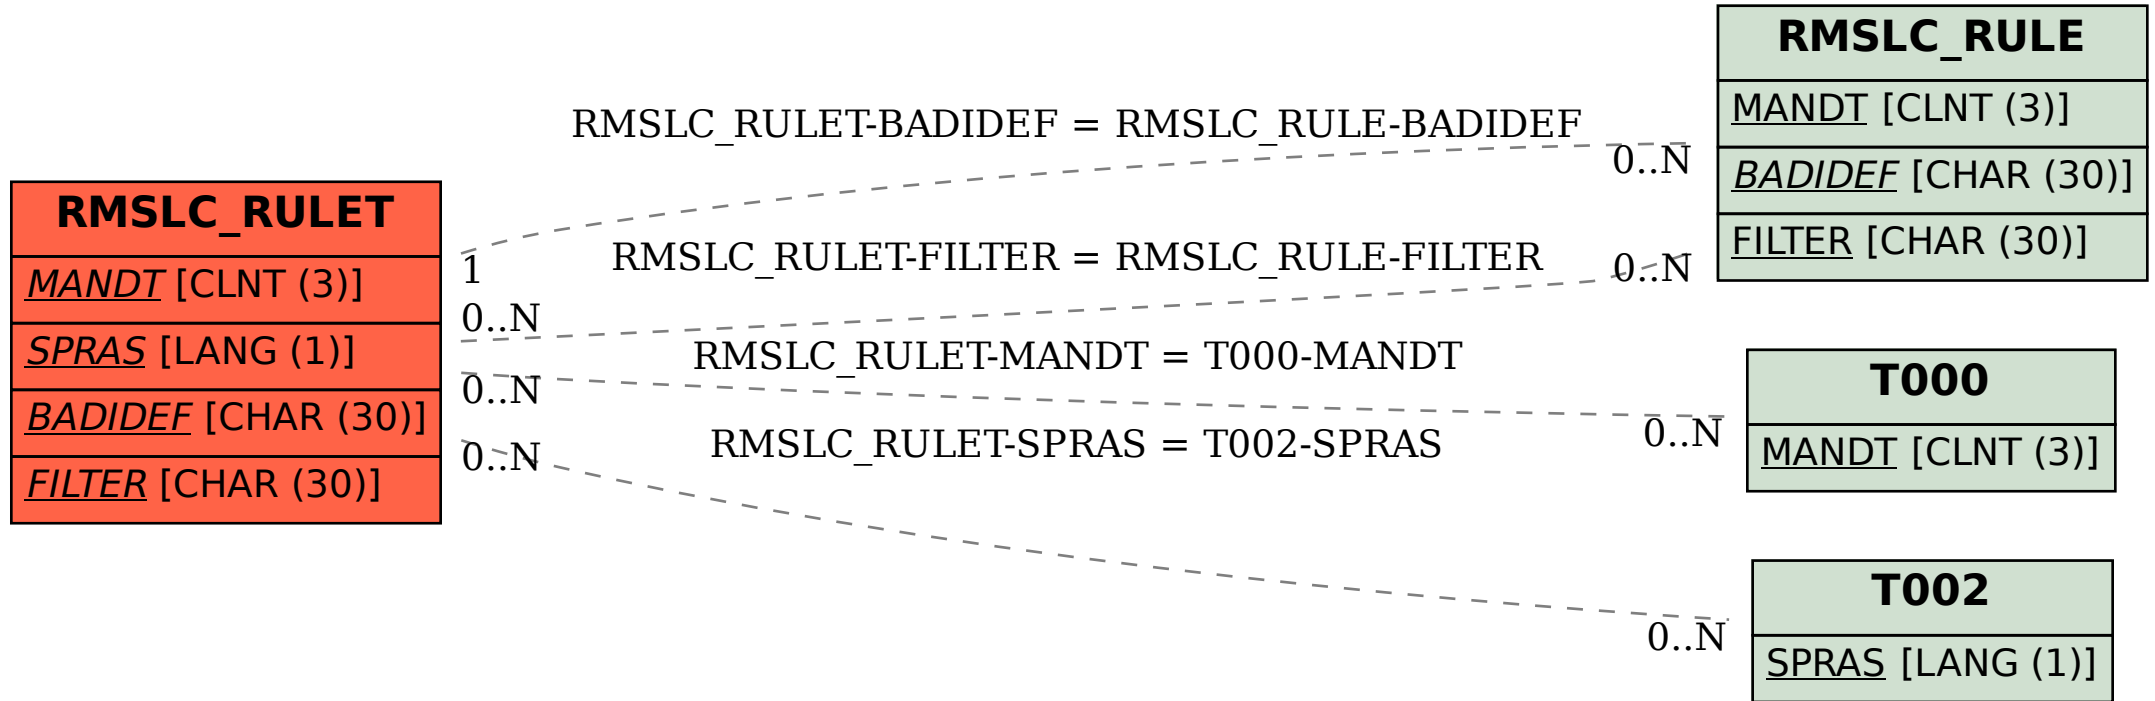 RMSLC_RULET
MANDT [CLNT (3)]
SPRAS [LANG (1)]
BADIDEF [CHAR (30)]
FILTER [CHAR (30)]
RMSLC_RULET-BADIDEF = RMSLC_RULE-BADIDEF
1
0..N
RMSLC_RULET-FILTER = RMSLC_RULE-FILTER
0..N
0..N
RMSLC_RULET-MANDT = T000-MANDT
0..N
0..N
RMSLC_RULET-SPRAS = T002-SPRAS
0..N
0..N
RMSLC_RULE
MANDT [CLNT (3)]
BADIDEF [CHAR (30)]
FILTER [CHAR (30)]
T000
MANDT [CLNT (3)]
T002
SPRAS [LANG (1)]